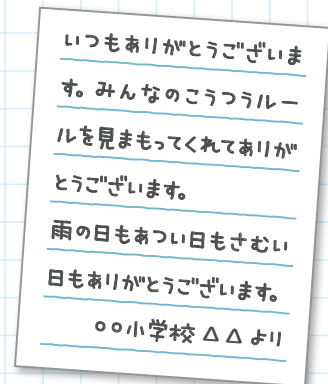 いつもありがとうございま
す。みんなのこうつうルー
ルを見まもってくれてありが
とうございます。
雨の日もあつい日もさむい
日もありがとうございます。
○○小学校 △△より